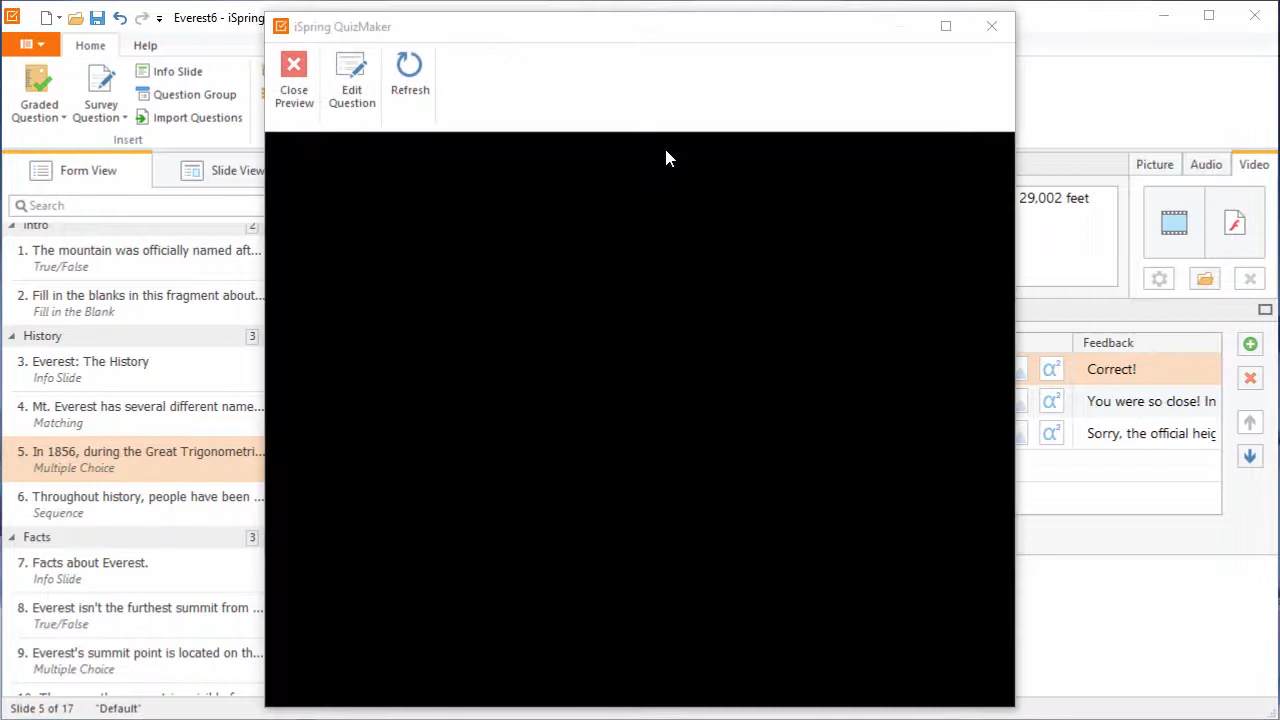 Everest6 - iSpring
iSpring QuizMaker
Home
Help
Graded
Question
Survey
Question
Info Slide
Question Group
Import Questions
Insert
Close
Preview
Edit
Question
Refresh
Form View
Slide View
Search
Intro
2
1. The mountain was officially named aft...
True/False
2. Fill in the blanks in this fragment about...
Fill in the Blank
History
3
3. Everest: The History
Info Slide
4. Mt. Everest has several different name...
Matching
5. In 1856, during the Great Trigonometri...
Multiple Choice
6. Throughout history, people have been ...
Sequence
Facts
3
7. Facts about Everest.
Info Slide
8. Everest isn't the furthest summit from ...
True/False
9. Everest's summit point is located on th...
Multiple Choice
Slide 5 of 17
"Default"
Picture
Audio
Video
29,002 feet
Feedback
α²
Correct!
α²
You were so close! In
α²
Sorry, the official heig